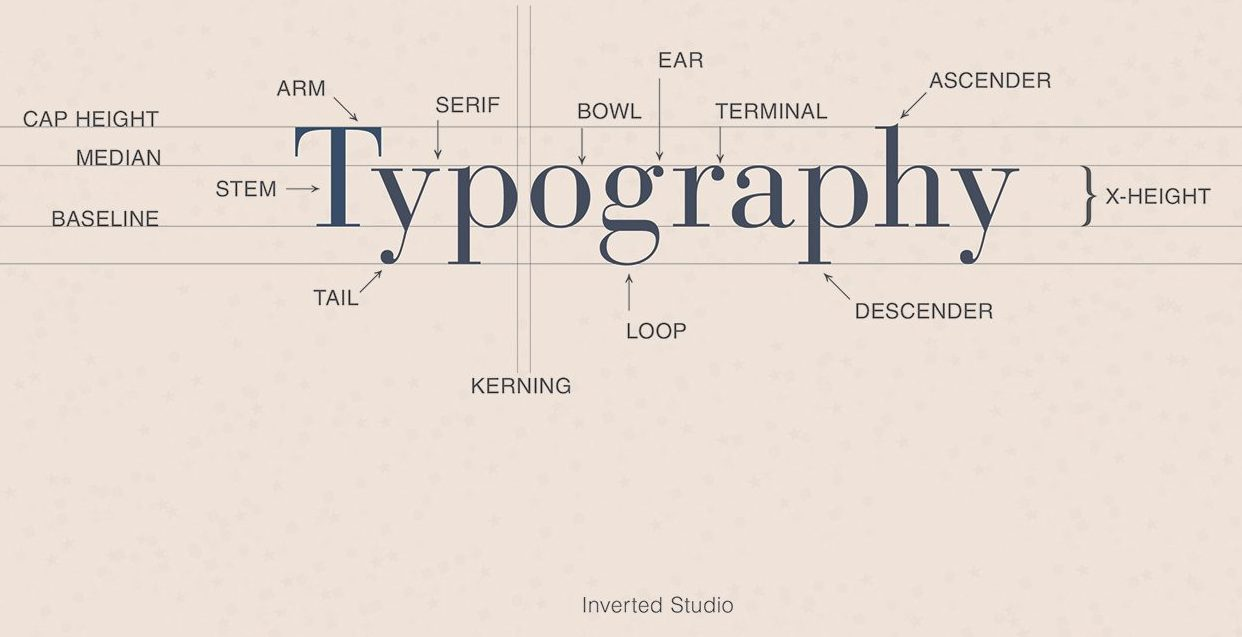 EAR
ARM
ASCENDER
SERIF
BOWL
TERMINAL
CAP HEIGHT
MEDIAN
STEM
Typography
X-HEIGHT
BASELINE
TAIL
DESCENDER
LOOP
KERNING
Inverted Studio